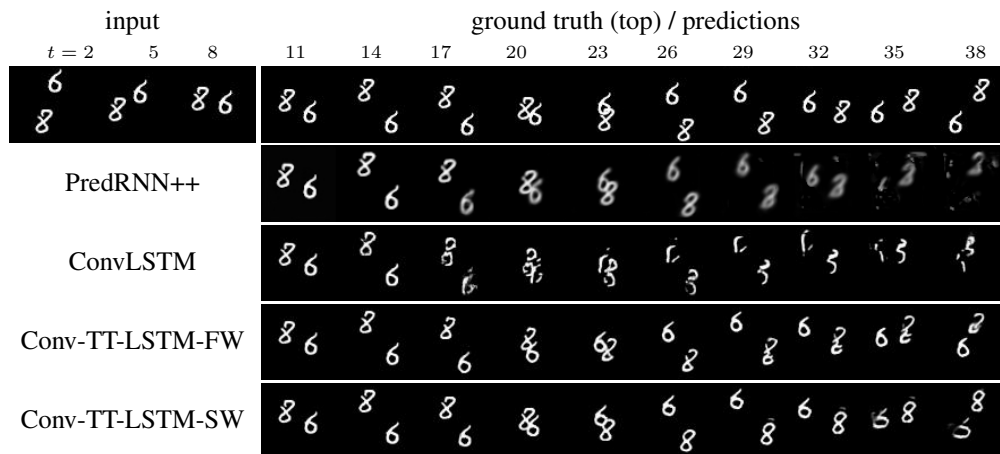 input ground truth (top) / predictions
t = 2 5 8 11 14 17 20 23 26 29 32 35 38
PredRNN++
ConvLSTM
Conv-TT-LSTM-FW
Conv-TT-LSTM-SW